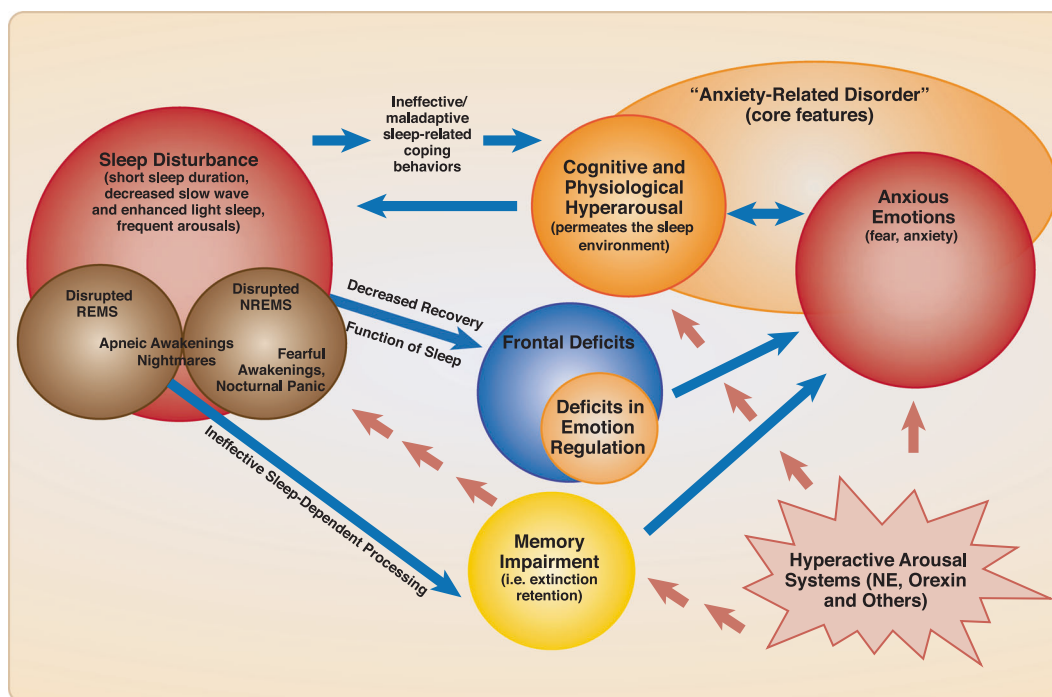 “Anxiety-Related Disorder”
(core features)
Ineffective/
maladaptive
sleep-related
coping
behaviors
Sleep Disturbance
(short sleep duration,
decreased slow wave
and enhanced light sleep,
frequent arousals)
Cognitive and
Physiological
Hyperarousal
(permeates the sleep
environment)
Anxious
Emotions
(fear, anxiety)
Disrupted
REMS
Disrupted
NREMS
Apneic Awakenings
Nightmares
Fearful
Awakenings,
Nocturnal Panic
Decreased Recovery
Function of Sleep
Frontal Deficits
Deficits in
Emotion
Regulation
Ineffective Sleep-Dependent Processing
Memory
Impairment
(i.e. extinction
retention)
Hyperactive Arousal
Systems (NE, Orexin
and Others)